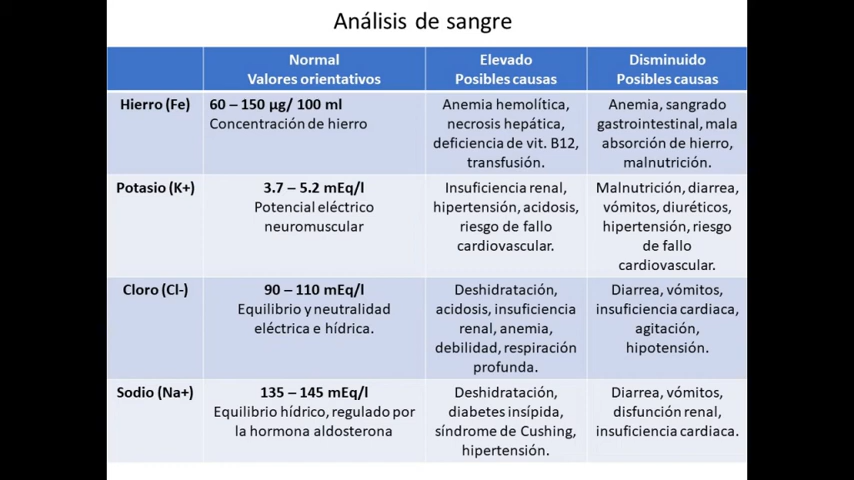 Análisis de sangre
Normal
Valores orientativos
Elevado
Posibles causas
Disminuido
Posibles causas
Hierro (Fe)
60 – 150 µg/ 100 ml
Concentración de hierro
Anemia hemolítica,
necrosis hepática,
deficiencia de vit. B12,
transfusión.
Anemia, sangrado
gastrointestinal, mala
absorción de hierro,
malnutrición.
Potasio (K+)
3.7 – 5.2 mEq/l
Potencial eléctrico
neuromuscular
Insuficiencia renal,
hipertensión, acidosis,
riesgo de fallo
cardiovascular.
Malnutrición, diarrea,
vómitos, diuréticos,
hipertensión, riesgo
de fallo
cardiovascular.
Cloro (Cl-)
90 – 110 mEq/l
Equilibrio y neutralidad
eléctrica e hídrica.
Deshidratación,
acidosis, insuficiencia
renal, anemia,
debilidad, respiración
profunda.
Diarrea, vómitos,
insuficiencia cardiaca,
agitación,
hipotensión.
Sodio (Na+)
135 – 145 mEq/l
Equilibrio hídrico, regulado por
la hormona aldosterona
Deshidratación,
diabetes insípida,
síndrome de Cushing,
hipertensión.
Diarrea, vómitos,
disfunción renal,
insuficiencia cardiaca.